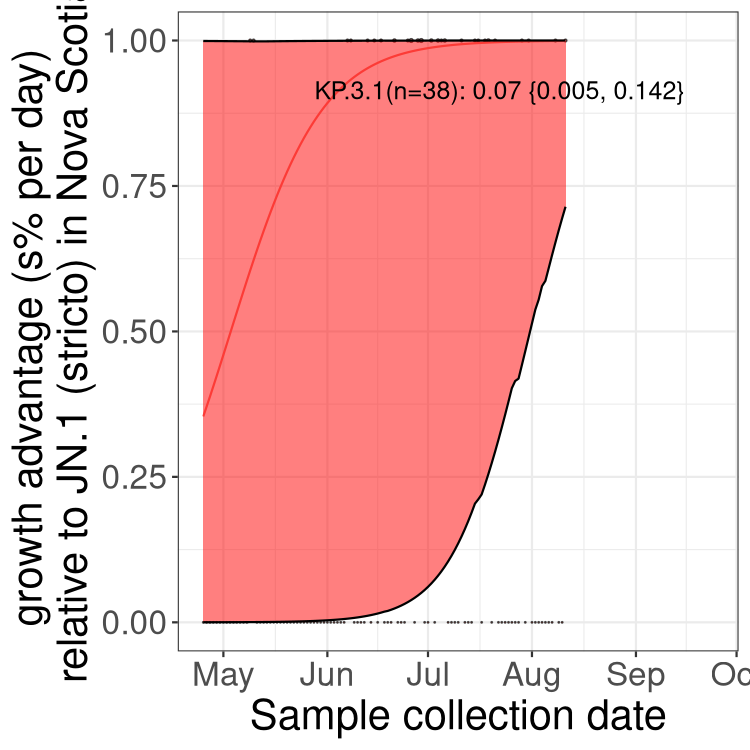 growth advantage (s% per day)
relative to JN.1 (stricto) in Nova Scotia
1.00
0.75
0.50
0.25
0.00
KP.3.1(n=38): 0.07 {0.005, 0.142}
May Jun Jul Aug Sep Oc
Sample collection date